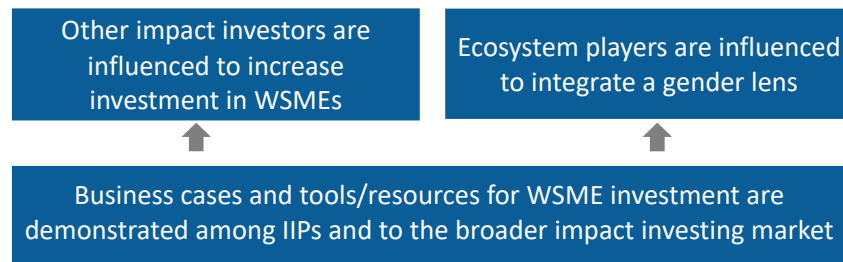 Other impact investors are
influenced to increase
investment in WSMEs
Ecosystem players are influenced
to integrate a gender lens
Business cases and tools/resources for WSME investment are
demonstrated among IIPs and to the broader impact investing market